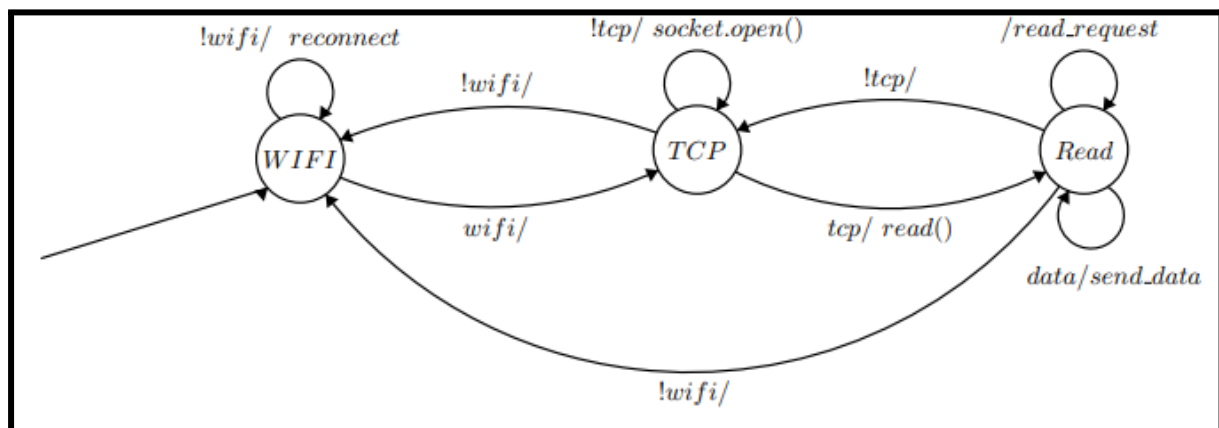 !wifi/ reconnect
!tcp/ socket.open()
/read_request
!wifi/
!tcp/
WIFI
TCP
Read
wifi/
tcp/ read()
data/send_data
!wifi/